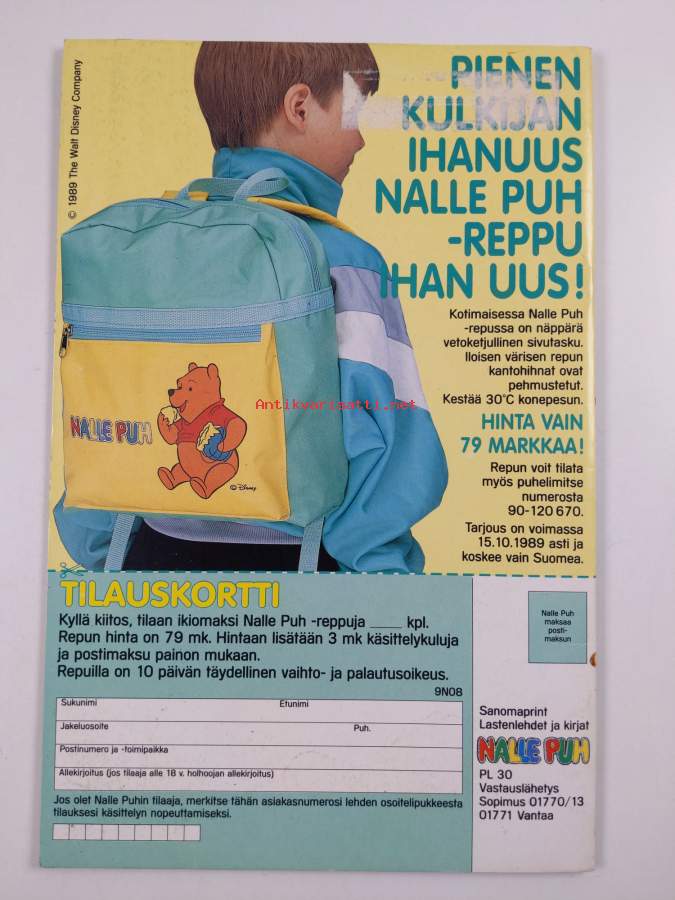 © 1989 The Walt Disney Company
PIENEN
KULKIJAN
IHANUUS
NALLE PUH
-REPPU
IHAN UUS!
Kotimaisessa Nalle Puh
-repussa on näppärä
vetoketjullinen sivutasku.
Iloisen värisen repun
kantohihnat ovat
pehmustetut.
Kestää 30°C konepesun.
HINTA VAIN
79 MARKKAA!
Repun voit tilata
myös puhelimitse
numerosta
90-120 670.
Tarjous on voimassa
15.10.1989 asti ja
koskee vain Suomea.
NALLE PUH
© Disney
Antikvariaatti.net
TILAUSKORTTI
Kyllä kiitos, tilaan ikiomaksi Nalle Puh -reppuja ____ kpl.
Repun hinta on 79 mk. Hintaan lisätään 3 mk käsittelykuluja
ja postimaksu painon mukaan.
Repuilla on 10 päivän täydellinen vaihto- ja palautusoikeus.
9N08
Sukunimi Etunimi
Jakeluosoite Puh.
Postinumero ja -toimipaikka
Allekirjoitus (jos tilaaja alle 18 v. holhoojan allekirjoitus)
Jos olet Nalle Puhin tilaaja, merkitse tähän asiakasnumerosi lehden osoitelipukkeesta
tilauksesi käsittelyn nopeuttamiseksi.
Nalle Puh
maksaa
posti-
maksun
Sanomaprint
Lastenlehdet ja kirjat
NALLE PUH
PL 30
Vastauslähetys
Sopimus 01770/13
01771 Vantaa